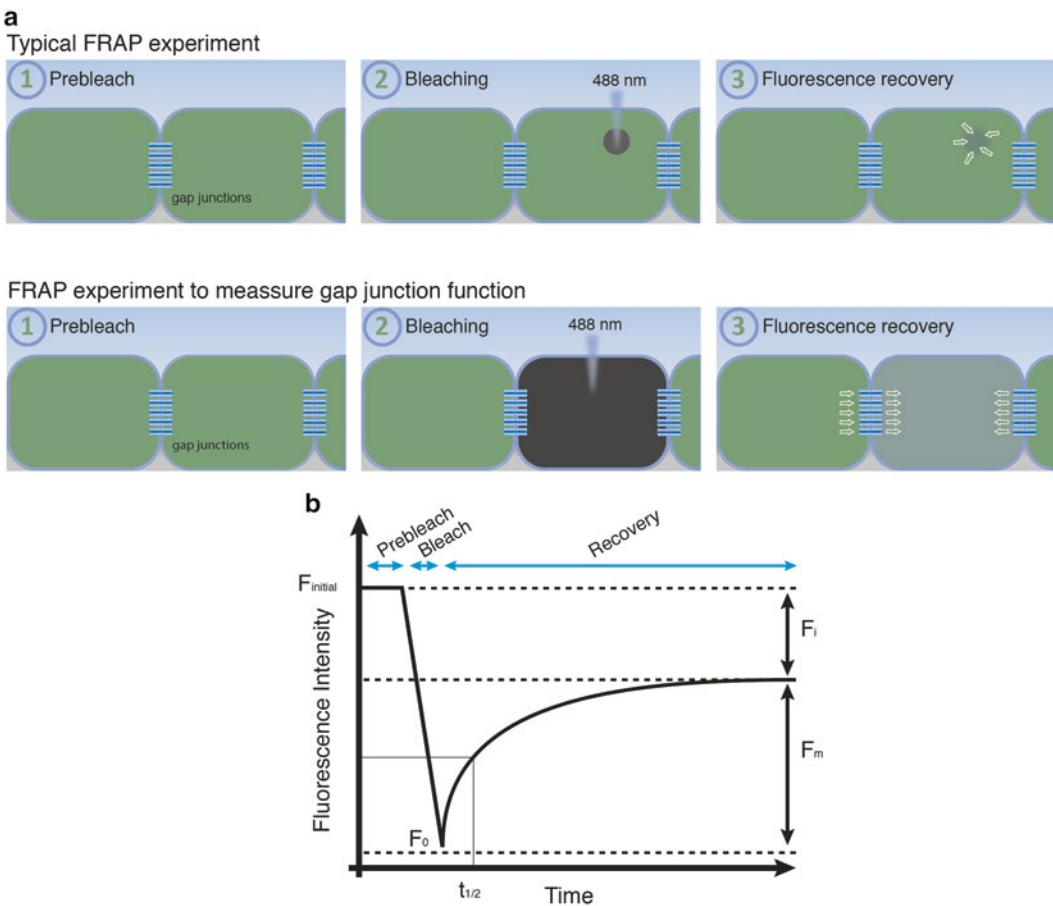 a
Typical FRAP experiment
1 Prebleach
2 Bleaching
488 nm
3 Fluorescence recovery
gap junctions
FRAP experiment to meassure gap junction function
1 Prebleach
2 Bleaching
488 nm
3 Fluorescence recovery
gap junctions
b
Prebleach
Bleach
Recovery
Finitial
Fluorescence Intensity
Fi
Fm
F0
t1/2
Time